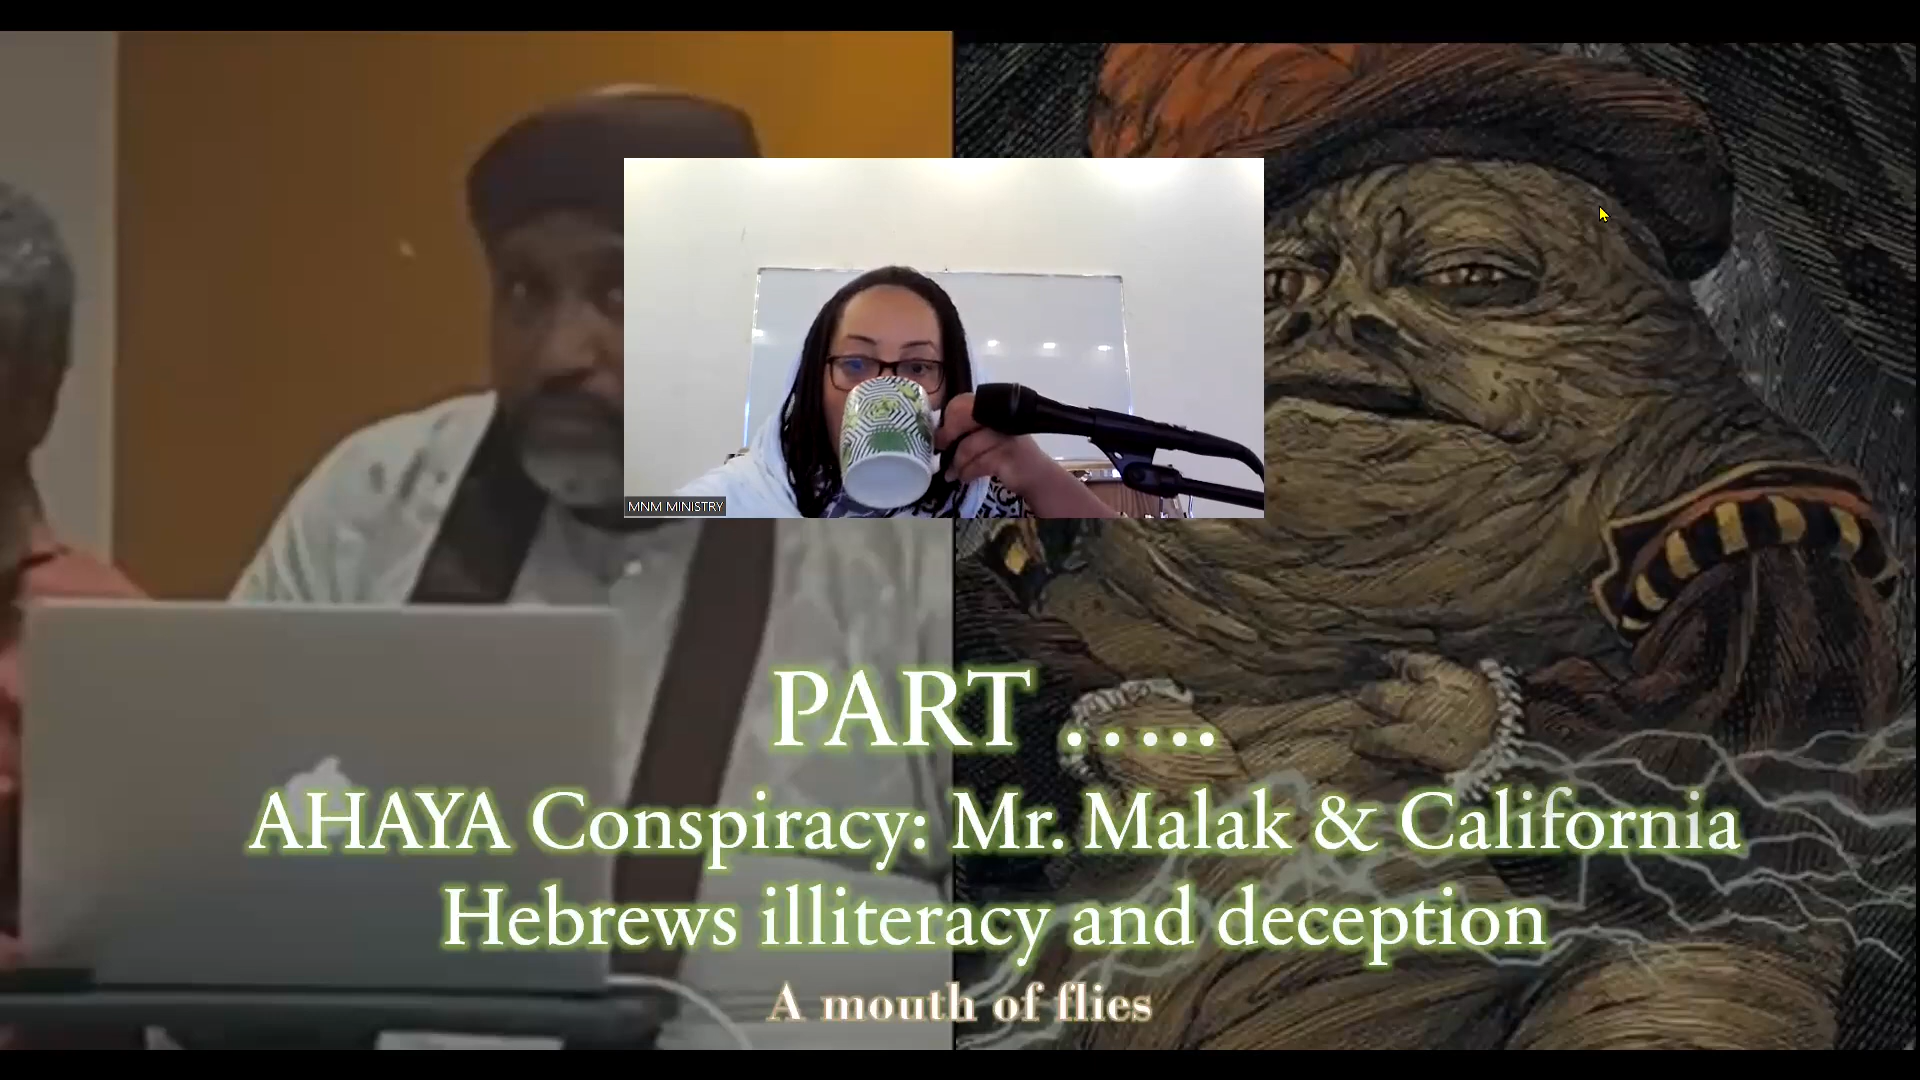 MNM MINISTRY
PART .....
AHAYA Conspiracy: Mr. Malak & California
Hebrews illiteracy and deception
A mouth of flies